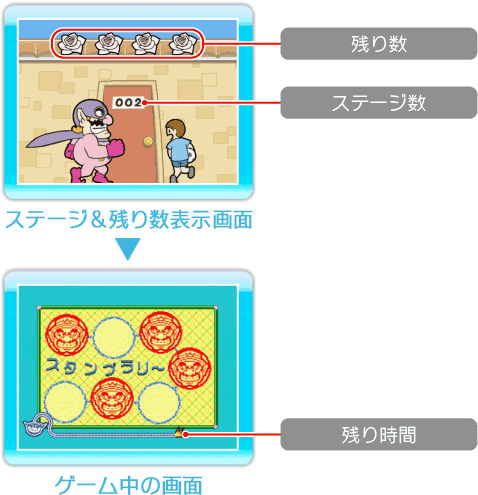 残り数
002
ステージ数
ステージ＆残り数表示画面
スタンプラリ～
残り時間
ゲーム中の画面